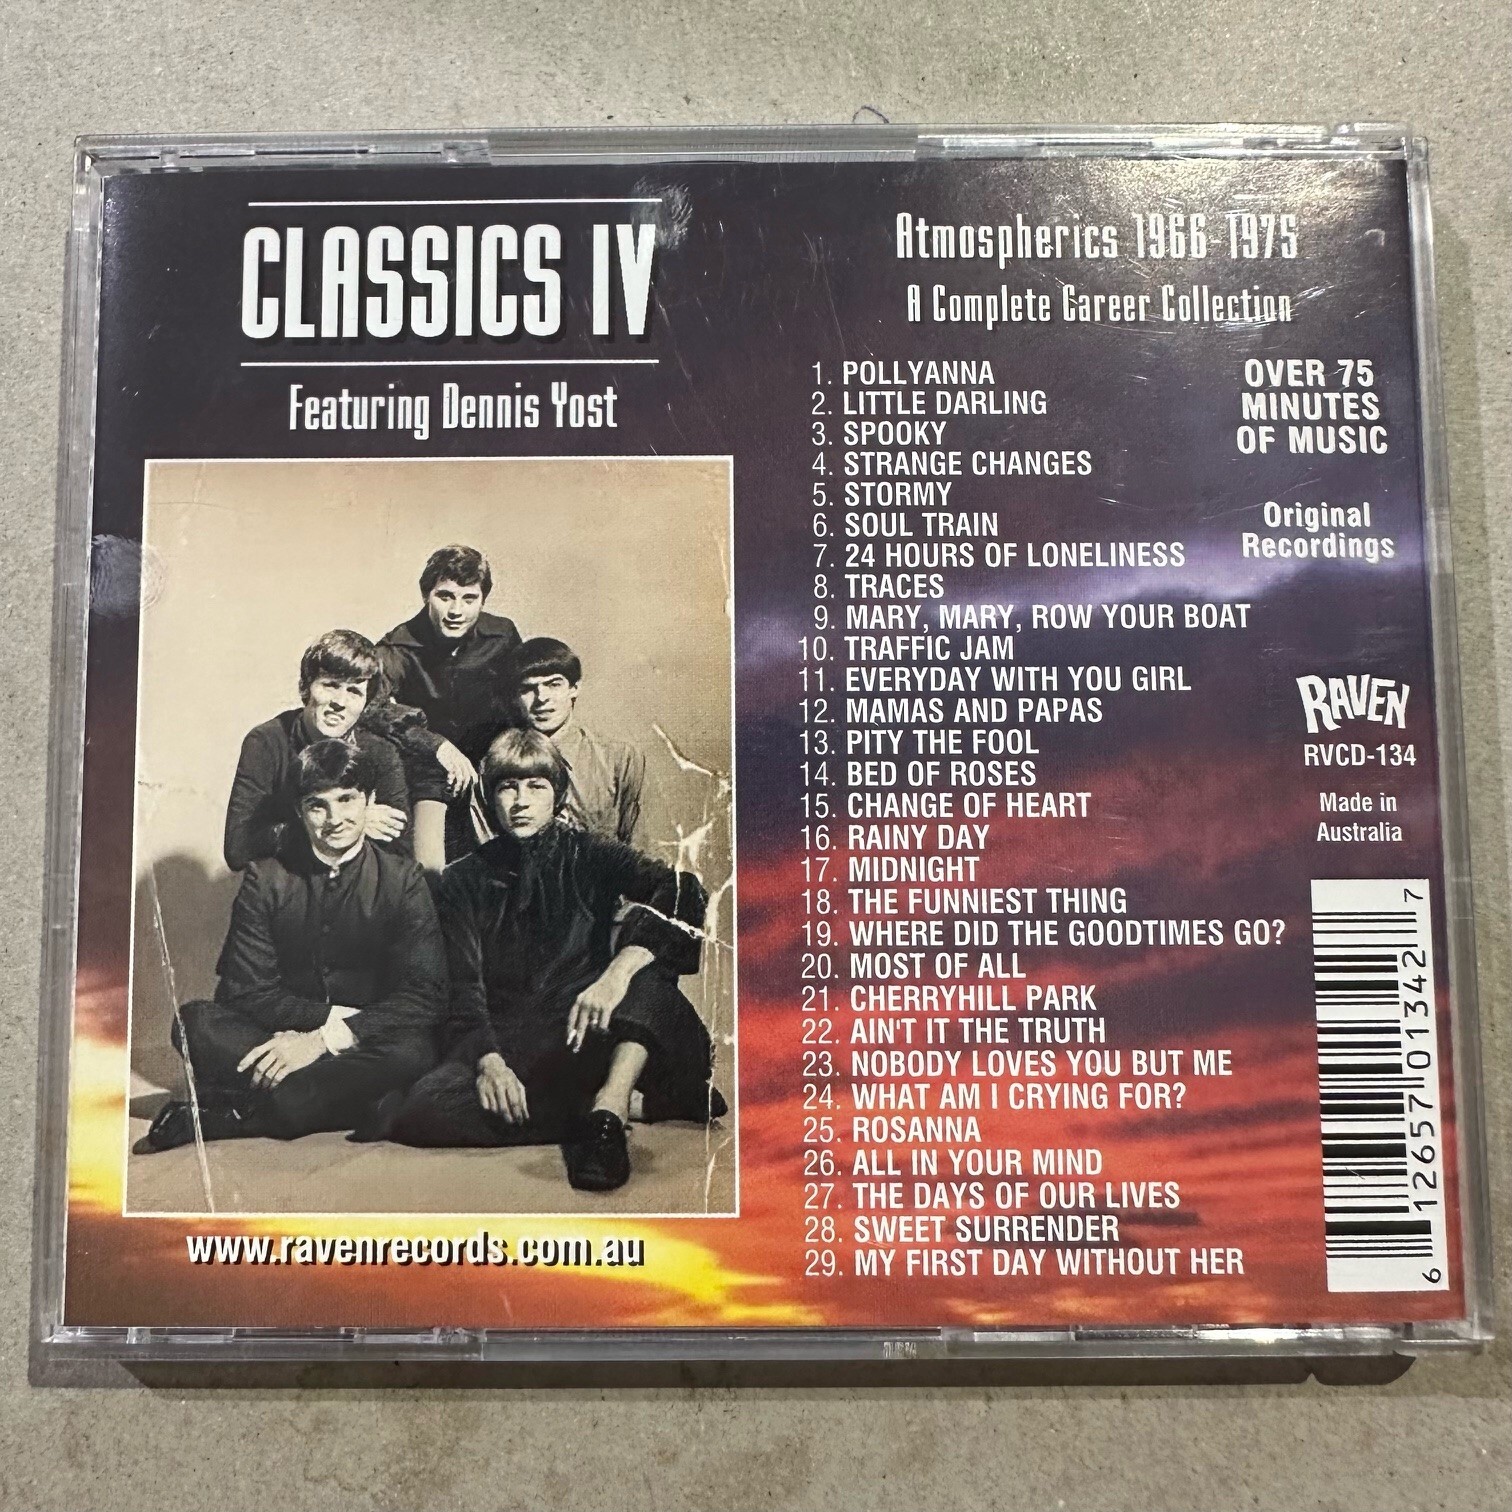 CLASSICS IV
Featuring Dennis Yost
www.ravenrecords.com.au
Atmospherics 1966-1975
A Complete Career Collection
1. POLLYANNA
2. LITTLE DARLING
3. SPOOKY
4. STRANGE CHANGES
5. STORMY
6. SOUL TRAIN
7. 24 HOURS OF LONELINESS
8. TRACES
9. MARY, MARY, ROW YOUR BOAT
10. TRAFFIC JAM
11. EVERYDAY WITH YOU GIRL
12. MAMAS AND PAPAS
13. PITY THE FOOL
14. BED OF ROSES
15. CHANGE OF HEART
16. RAINY DAY
17. MIDNIGHT
18. THE FUNNIEST THING
19. WHERE DID THE GOODTIMES GO?
20. MOST OF ALL
21. CHERRYHILL PARK
22. AIN'T IT THE TRUTH
23. NOBODY LOVES YOU BUT ME
24. WHAT AM I CRYING FOR?
25. ROSANNA
26. ALL IN YOUR MIND
27. THE DAYS OF OUR LIVES
28. SWEET SURRENDER
29. MY FIRST DAY WITHOUT HER
OVER 75
MINUTES
OF MUSIC
Original
Recordings
RAVEN
RVCD-134
Made in
Australia
6 12657 01342 7